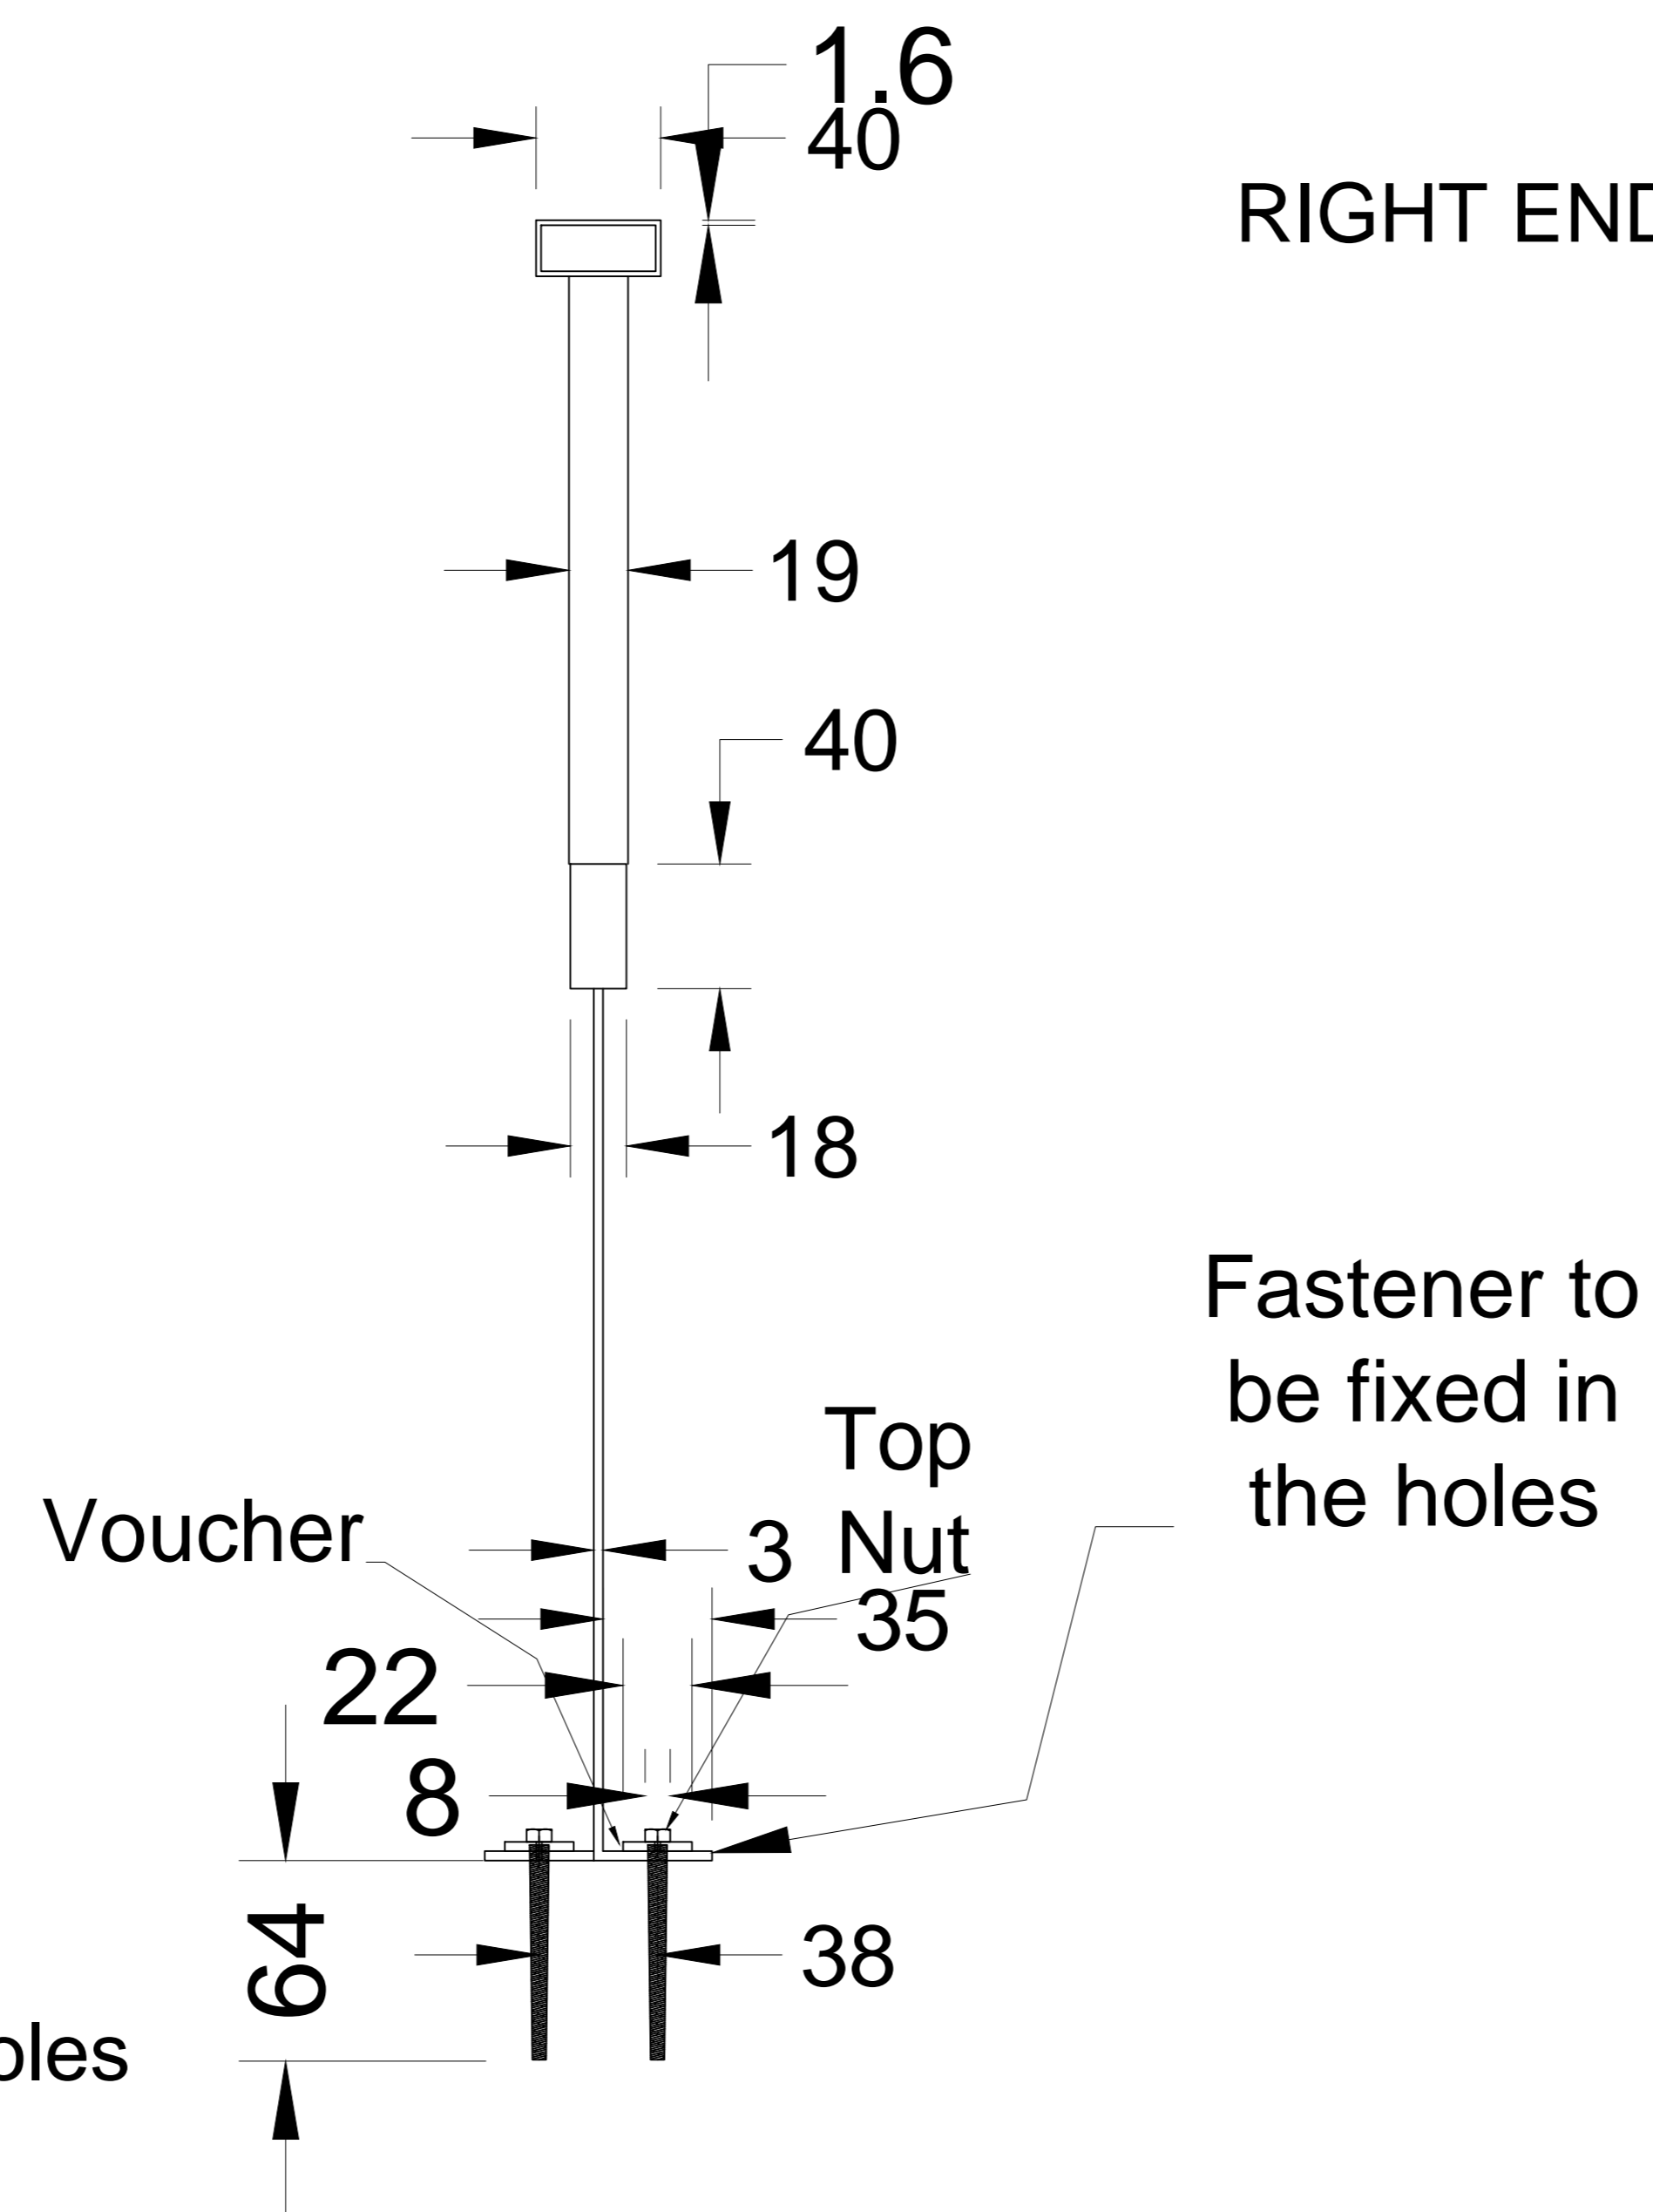 1.6
40
RIGHT END
19
40
18
Fastener to
be fixed in
the holes
Top
Nut
Voucher
3
35
22
8
64
38
oles